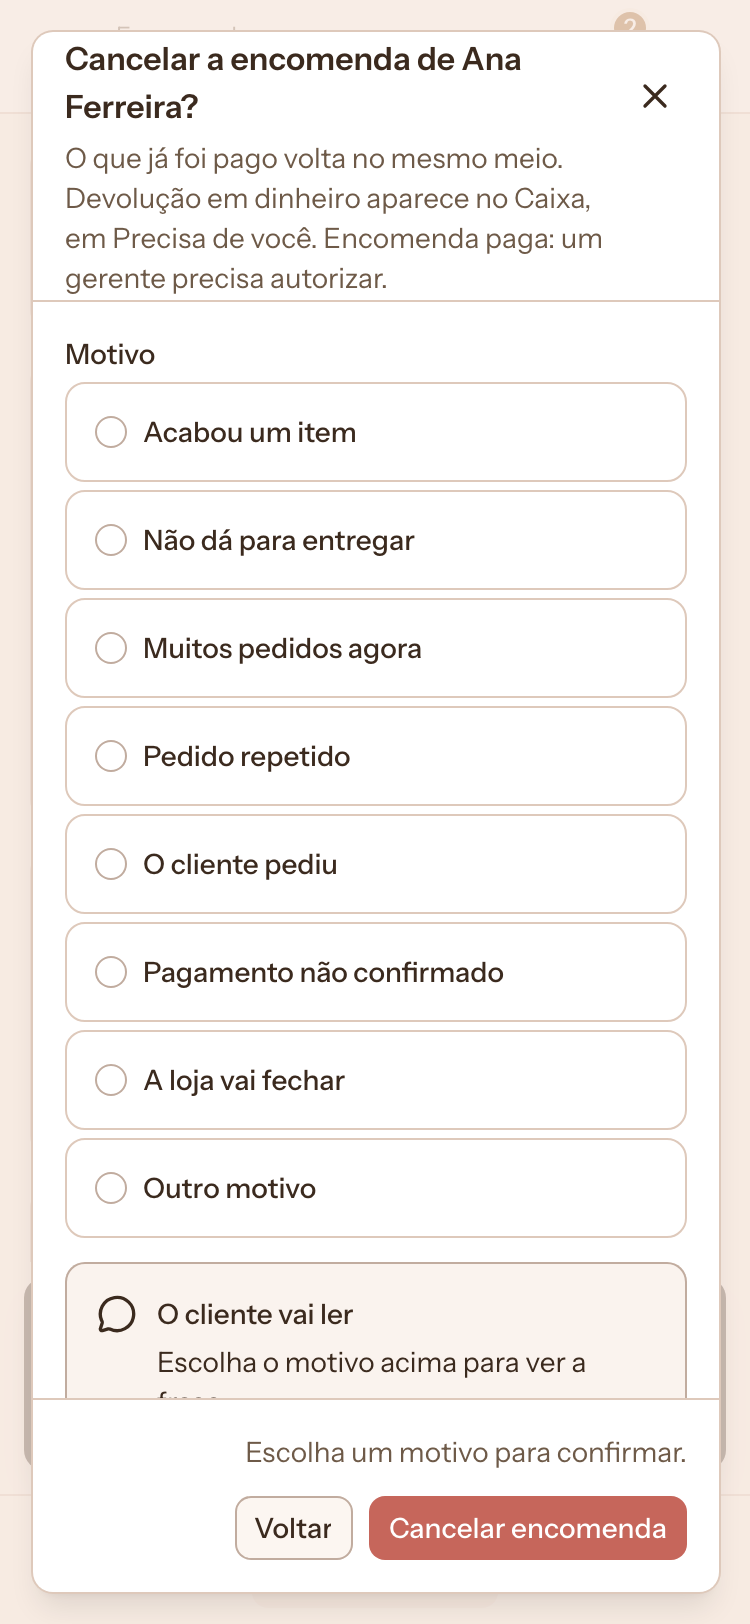 Cancelar a encomenda de Ana
Ferreira?
O que já foi pago volta no mesmo meio.
Devolução em dinheiro aparece no Caixa,
em Precisa de você. Encomenda paga: um
gerente precisa autorizar.
Motivo
Acabou um item
Não dá para entregar
Muitos pedidos agora
Pedido repetido
O cliente pediu
Pagamento não confirmado
A loja vai fechar
Outro motivo
O cliente vai ler
Escolha o motivo acima para ver a
Escolha um motivo para confirmar.
Voltar
Cancelar encomenda